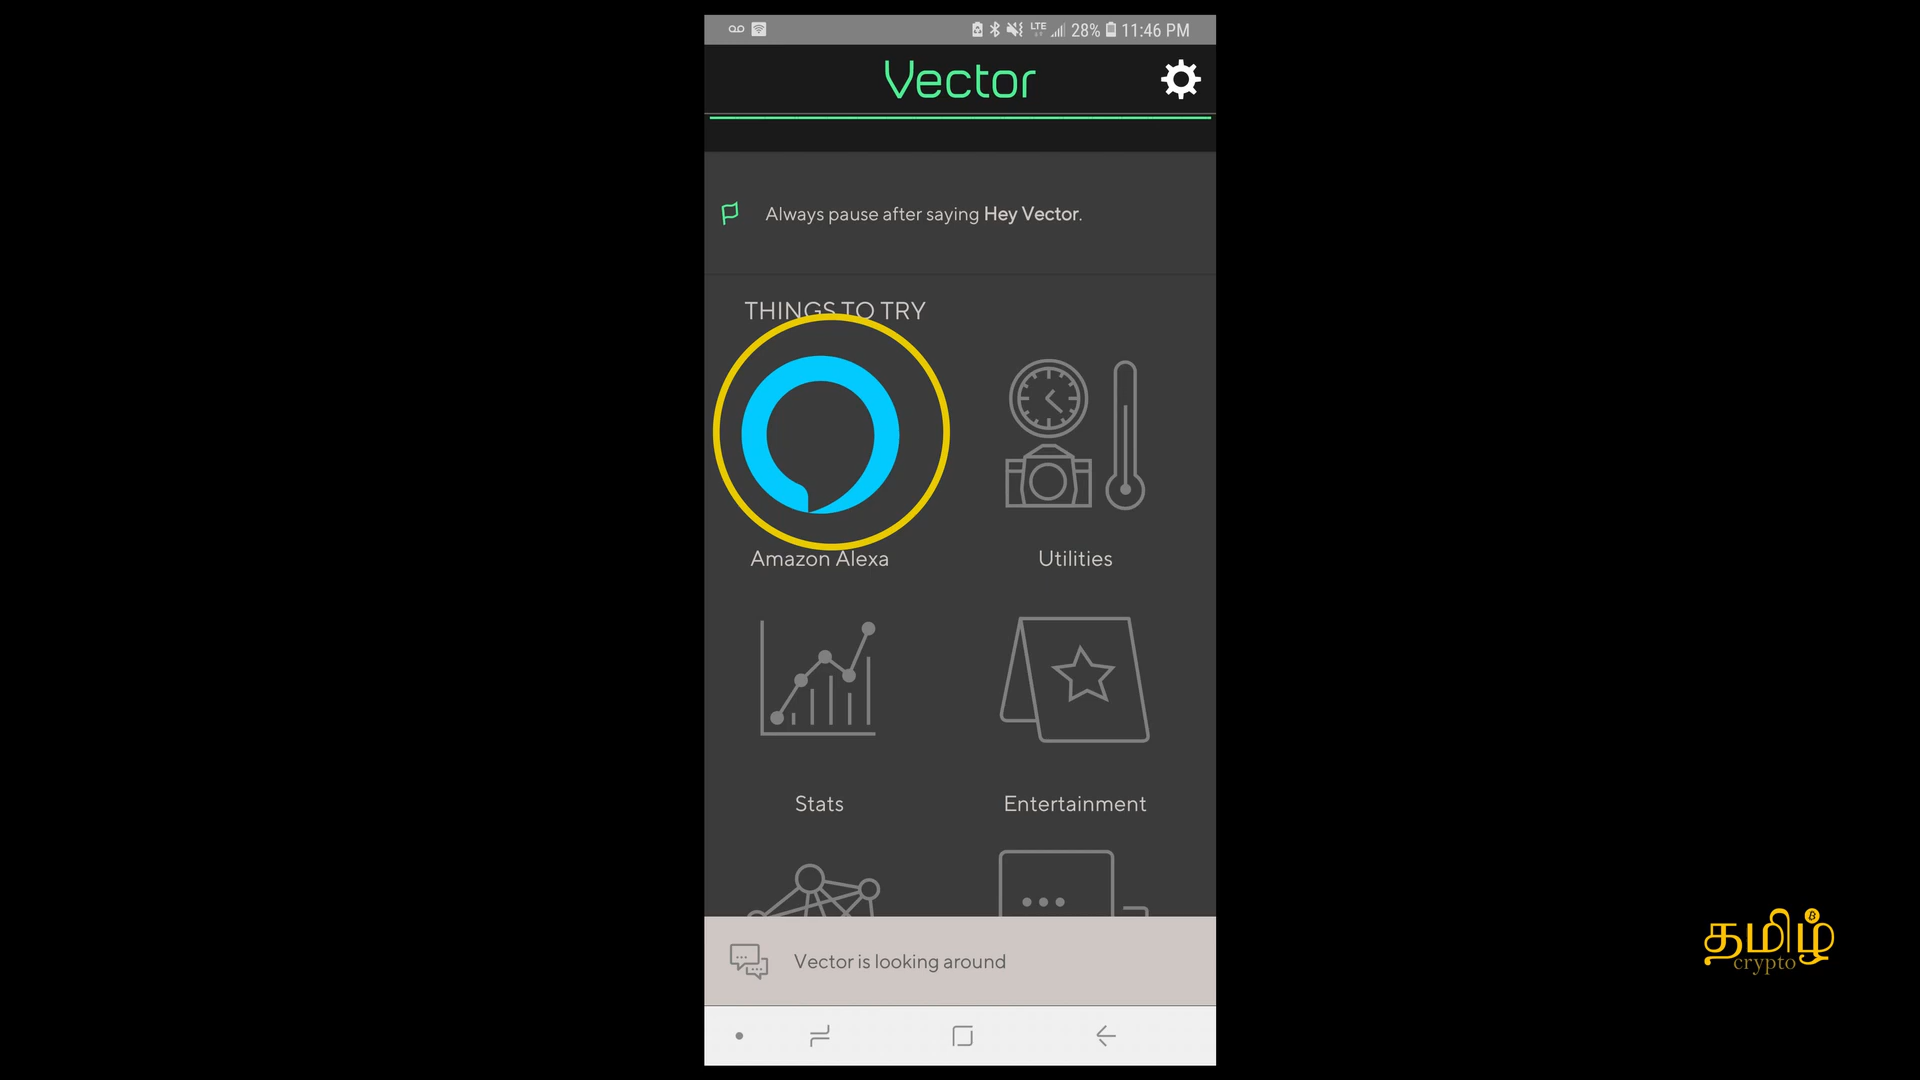 LTE 28% 11:46 PM
Vector
Always pause after saying Hey Vector.
THINGS TO TRY
Amazon Alexa
Utilities
Stats
Entertainment
Vector is looking around
தமிழ்
crypto